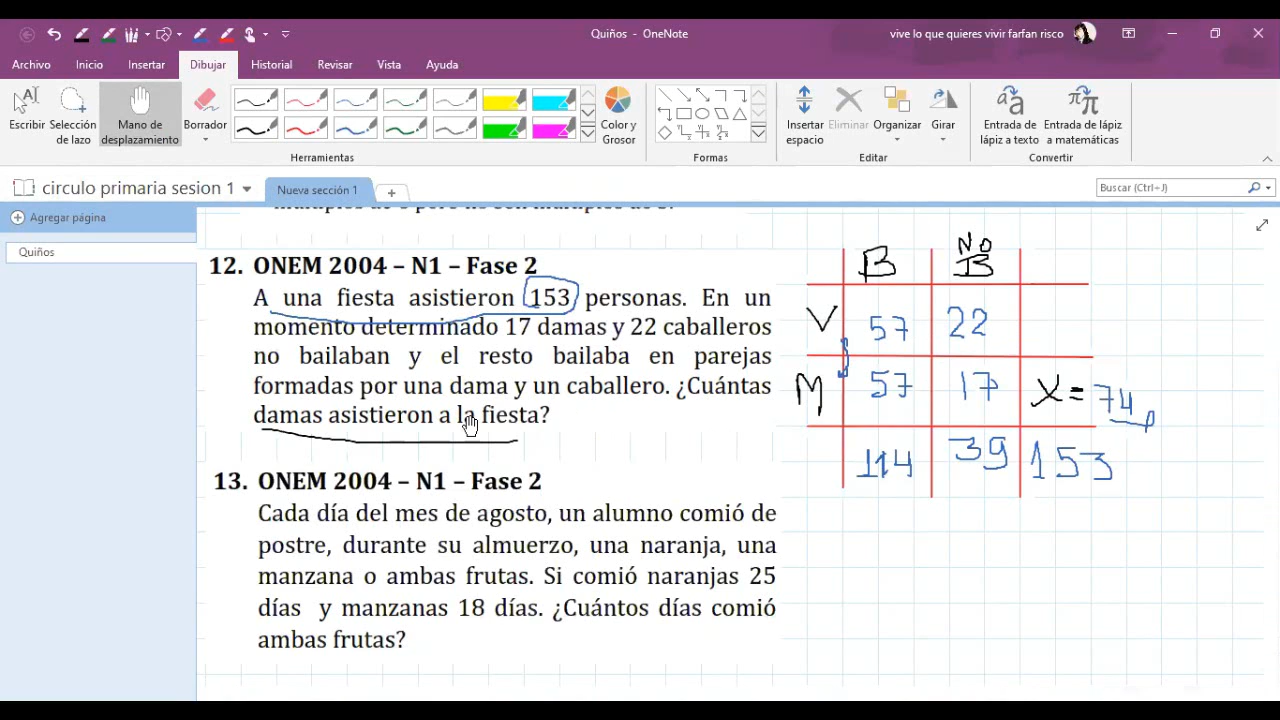 Quiños - OneNote
vive lo que quieres vivir farfan risco
Archivo Inicio Insertar Dibujar Historial Revisar Vista Ayuda
Escribir Selección de lazo Mano de desplazamiento Borrador Color y Grosor Insertar espacio Eliminar Organizar Girar Entrada de lápiz a texto Entrada de lápiz a matemáticas
Herramientas Formas Editar Convertir
circulo primaria sesion 1 Nueva sección 1 Buscar (Ctrl+J)
Agregar página
Quiños
12. ONEM 2004 – N1 – Fase 2
A una fiesta asistieron 153 personas. En un
momento determinado 17 damas y 22 caballeros
no bailaban y el resto bailaba en parejas
formadas por una dama y un caballero. ¿Cuántas
damas asistieron a la fiesta?
13. ONEM 2004 – N1 – Fase 2
Cada día del mes de agosto, un alumno comió de
postre, durante su almuerzo, una naranja, una
manzana o ambas frutas. Si comió naranjas 25
días y manzanas 18 días. ¿Cuántos días comió
ambas frutas?
B NO B
V 57 22
M 57 17 X = 74
114 39 153